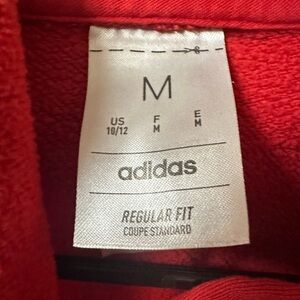 M
US F E
10/12 M M
adidas
REGULAR FIT
COUPE STANDARD